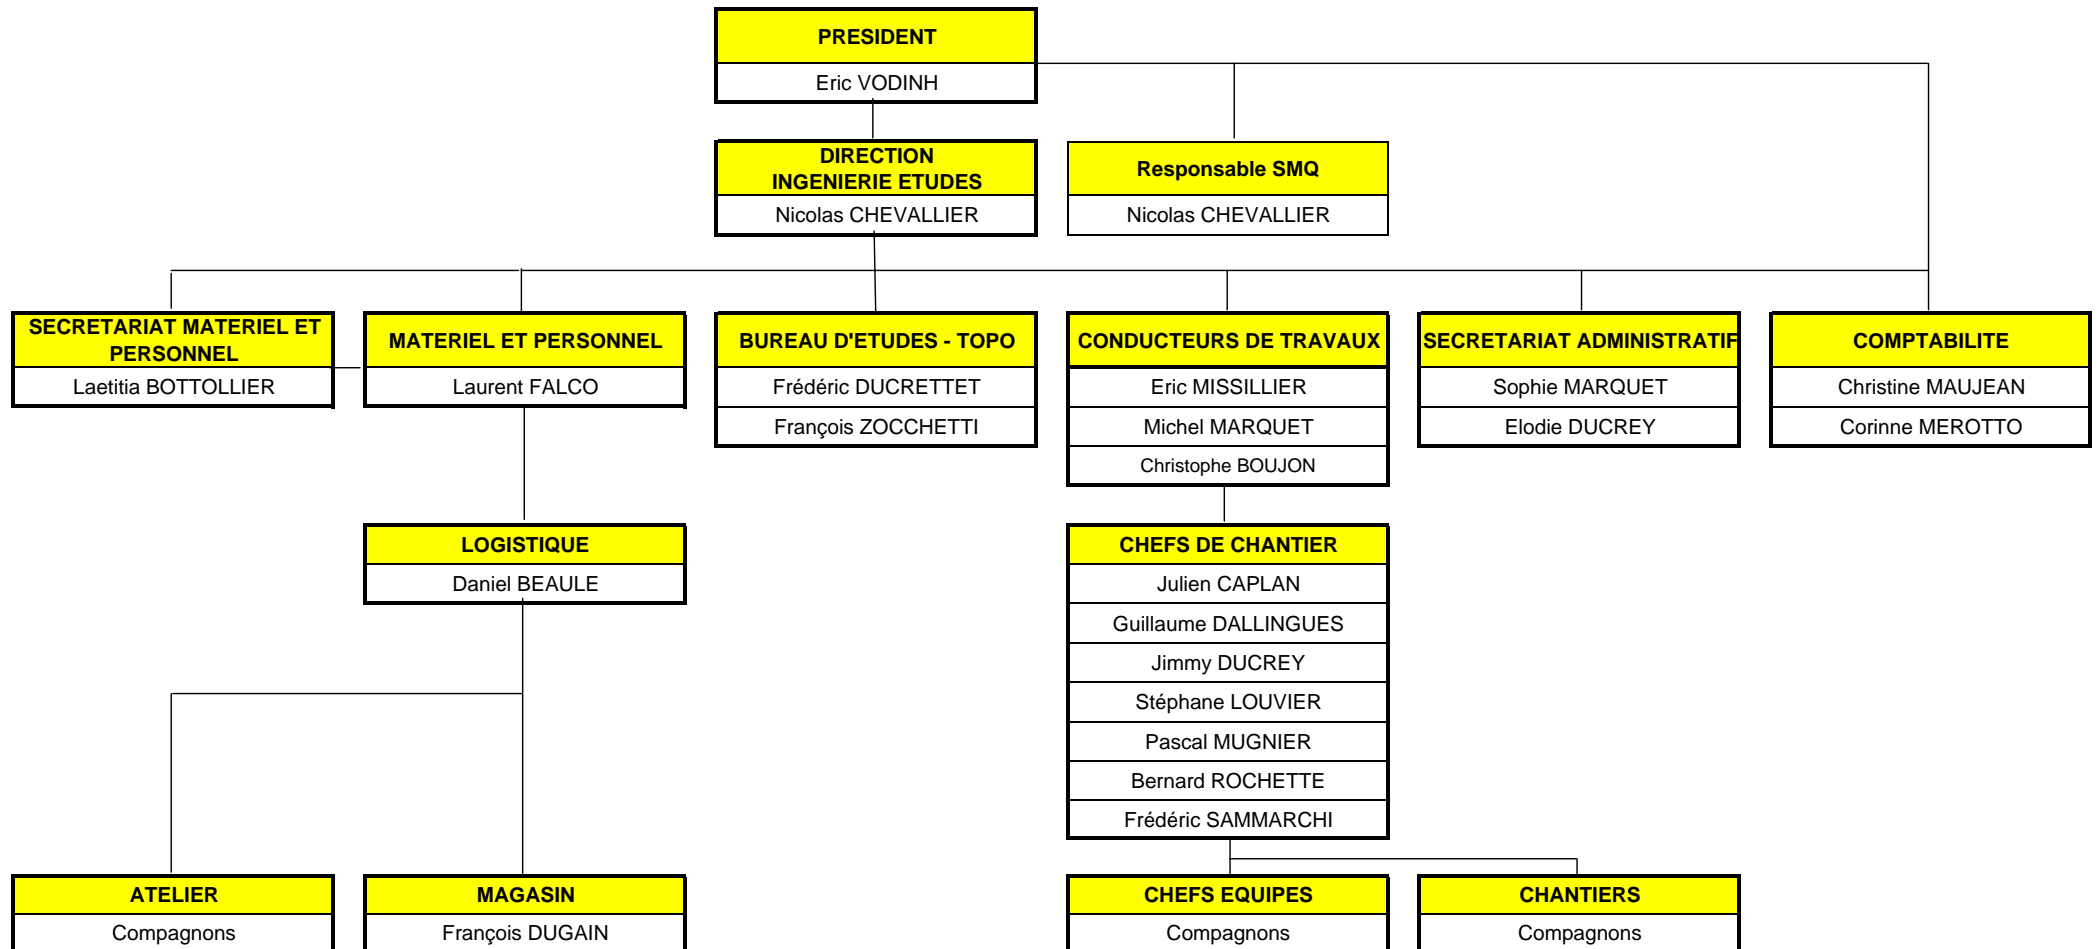 PRESIDENT
Eric VODINH
DIRECTION
INGENIERIE ETUDES
Nicolas CHEVALLIER
Responsable SMQ
Nicolas CHEVALLIER
SECRETARIAT MATERIEL ET
PERSONNEL
Laetitia BOTTOLLIER
MATERIEL ET PERSONNEL
Laurent FALCO
BUREAU D'ETUDES - TOPO
Frédéric DUCRETTET
François ZOCCHETTI
CONDUCTEURS DE TRAVAUX
Eric MISSILLIER
Michel MARQUET
Christophe BOUJON
SECRETARIAT ADMINISTRATIF
Sophie MARQUET
Elodie DUCREY
COMPTABILITE
Christine MAUJEAN
Corinne MEROTTO
LOGISTIQUE
Daniel BEAULE
CHEFS DE CHANTIER
Julien CAPLAN
Guillaume DALLINGUES
Jimmy DUCREY
Stéphane LOUVIER
Pascal MUGNIER
Bernard ROCHETTE
Frédéric SAMMARCHI
ATELIER
Compagnons
MAGASIN
François DUGAIN
CHEFS EQUIPES
Compagnons
CHANTIERS
Compagnons